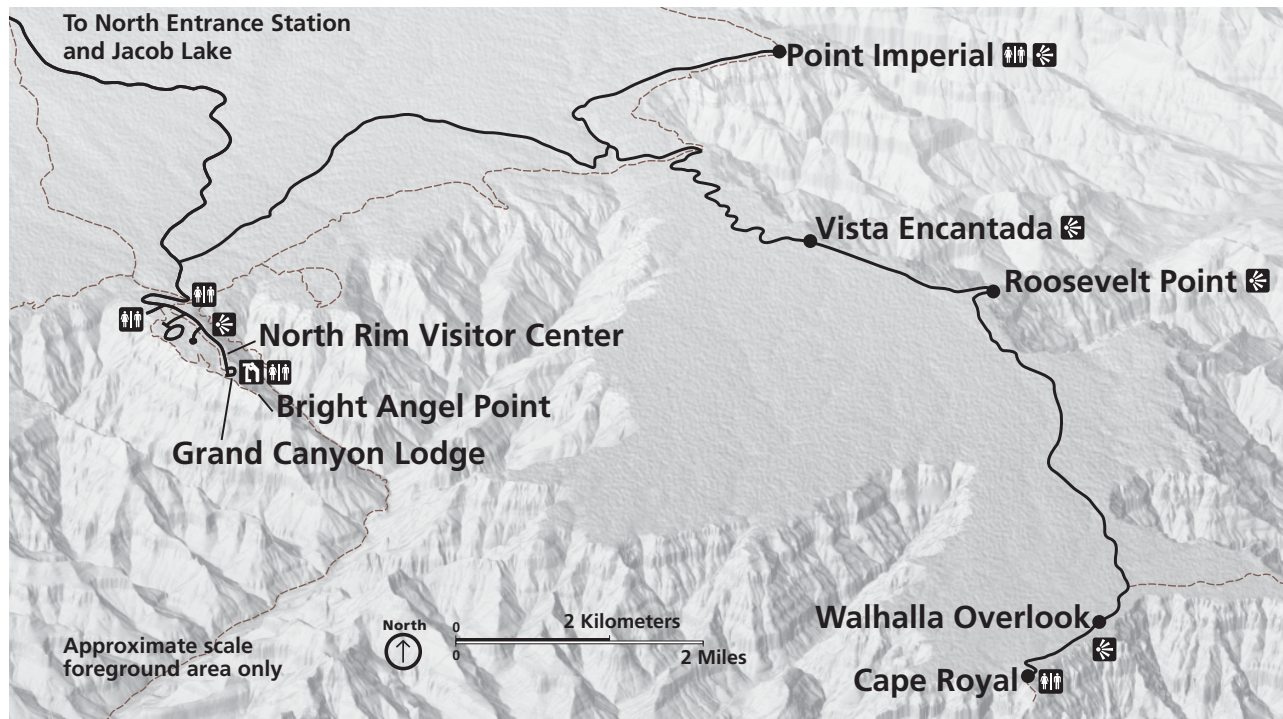 To North Entrance Station
and Jacob Lake
Point Imperial
Vista Encantada
Roosevelt Point
North Rim Visitor Center
Bright Angel Point
Grand Canyon Lodge
Walhalla Overlook
Cape Royal
Approximate scale
foreground area only
North
0
2 Kilometers
0
2 Miles